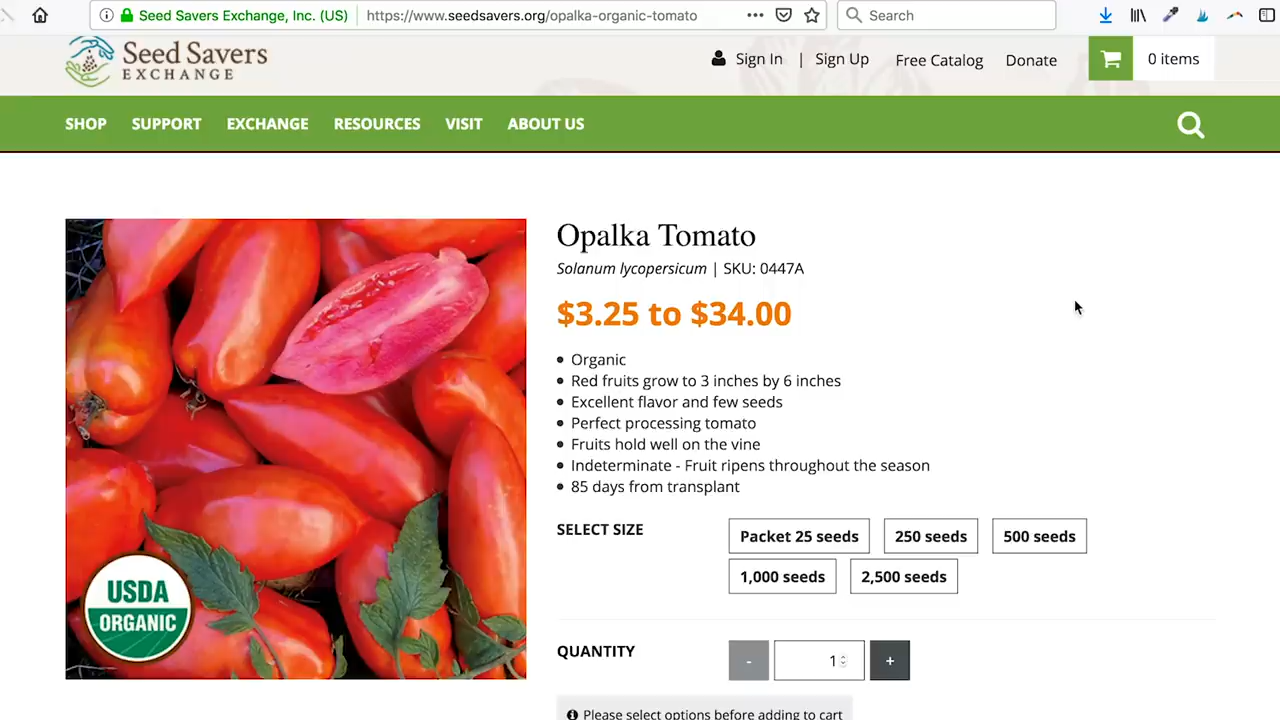 Seed Savers Exchange, Inc. (US)
https://www.seedsavers.org/opalka-organic-tomato
Search
Seed Savers
EXCHANGE
Sign In | Sign Up
Free Catalog
Donate
0 items
SHOP
SUPPORT
EXCHANGE
RESOURCES
VISIT
ABOUT US
Opalka Tomato
Solanum lycopersicum | SKU: 0447A
$3.25 to $34.00
Organic
Red fruits grow to 3 inches by 6 inches
Excellent flavor and few seeds
Perfect processing tomato
Fruits hold well on the vine
Indeterminate - Fruit ripens throughout the season
85 days from transplant
SELECT SIZE
Packet 25 seeds
250 seeds
500 seeds
1,000 seeds
2,500 seeds
USDA
ORGANIC
QUANTITY
-
1
+
Please select options before adding to cart